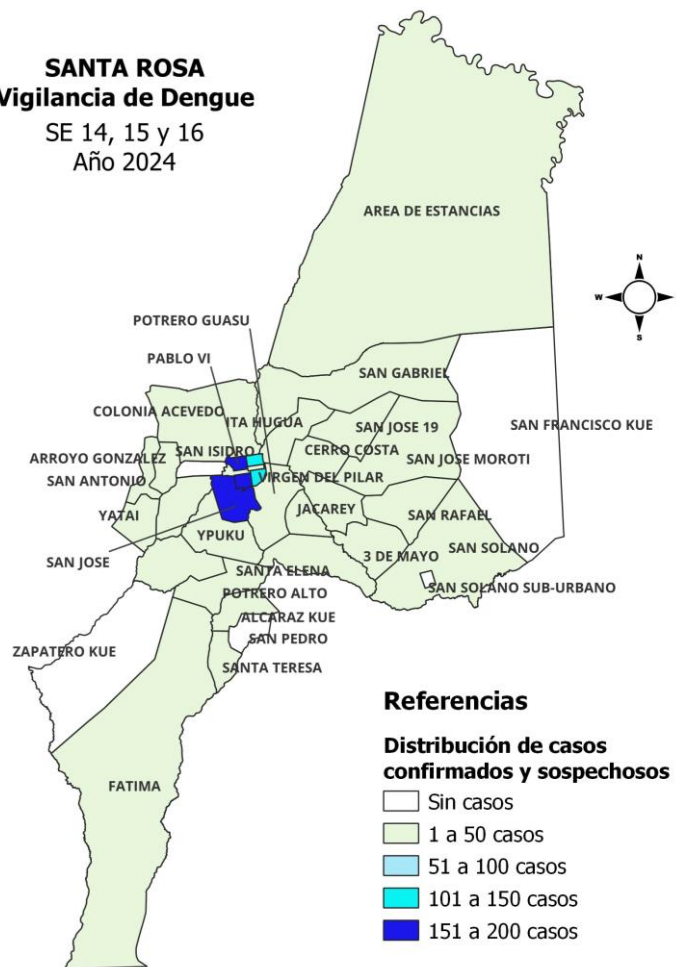 SANTA ROSA
Vigilancia de Dengue
SE 14, 15 y 16
Año 2024
AREA DE ESTANCIAS
N
W
S
POTRERO GUASU
PABLO VI
SAN GABRIEL
COLONIA ACEVEDO
ITA HUGUA
SAN JOSE 19
SAN FRANCISCO KUE
SAN ISIDRO
CERRO COSTA
ARROYO GONZALEZ
SAN JOSE MOROTI
SAN ANTONIO
VIRGEN DEL PILAR
YATAI
JACAREY
SAN RAFAEL
YPUKU
SAN JOSE
3 DE MAYO
SAN SOLANO
SANTA ELENA
SAN SOLANO SUB-URBANO
POTRERO ALTO
ALCARAZ KUE
SAN PEDRO
ZAPATERO KUE
SANTA TERESA
FATIMA
Referencias
Distribución de casos
confirmados y sospechosos
Sin casos
1 a 50 casos
51 a 100 casos
101 a 150 casos
151 a 200 casos